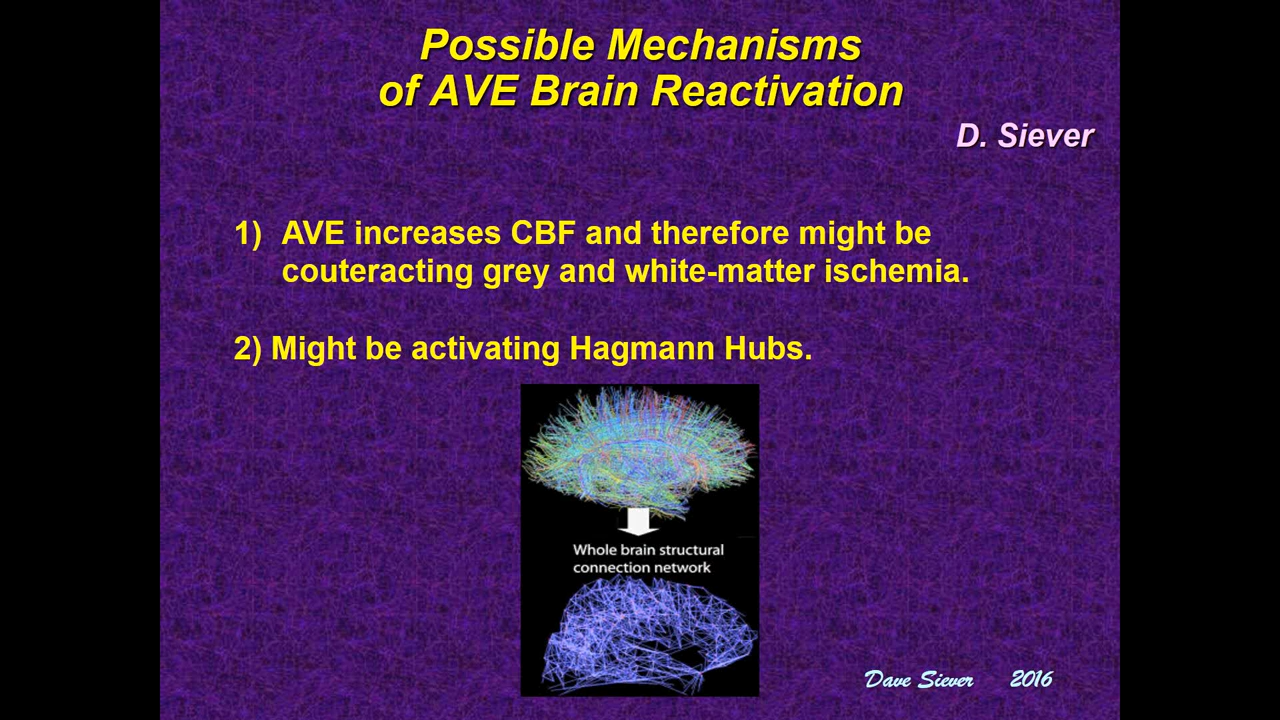 Possible Mechanisms
of AVE Brain Reactivation
D. Siever
1) AVE increases CBF and therefore might be
couteracting grey and white-matter ischemia.
2) Might be activating Hagmann Hubs.
Whole brain structural
connection network
Dave Siever 2016